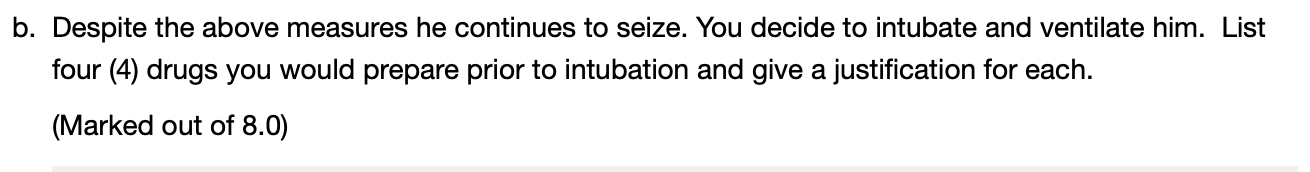 b. Despite the above measures he continues to seize. You decide to intubate and ventilate him.  List
four (4) drugs you would prepare prior to intubation and give a justification for each.
(Marked out of 8.0)